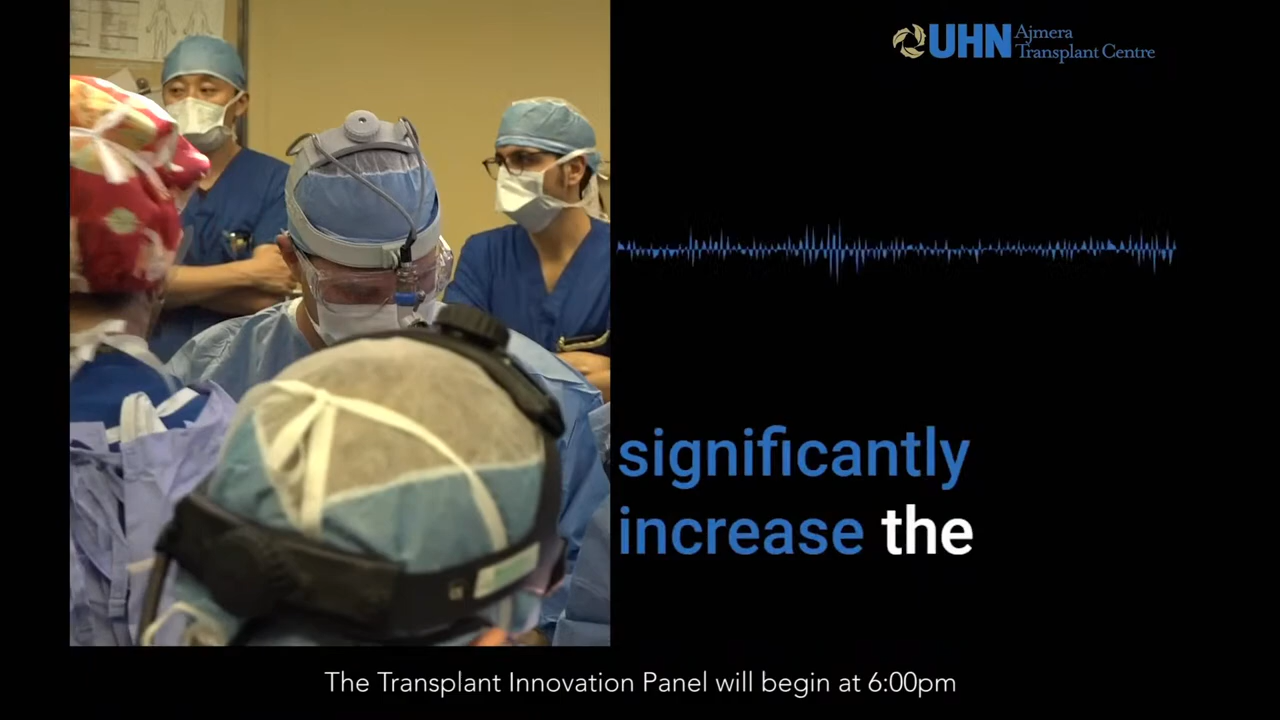 UHN Ajmera
Transplant Centre
significantly
increase the
The Transplant Innovation Panel will begin at 6:00pm